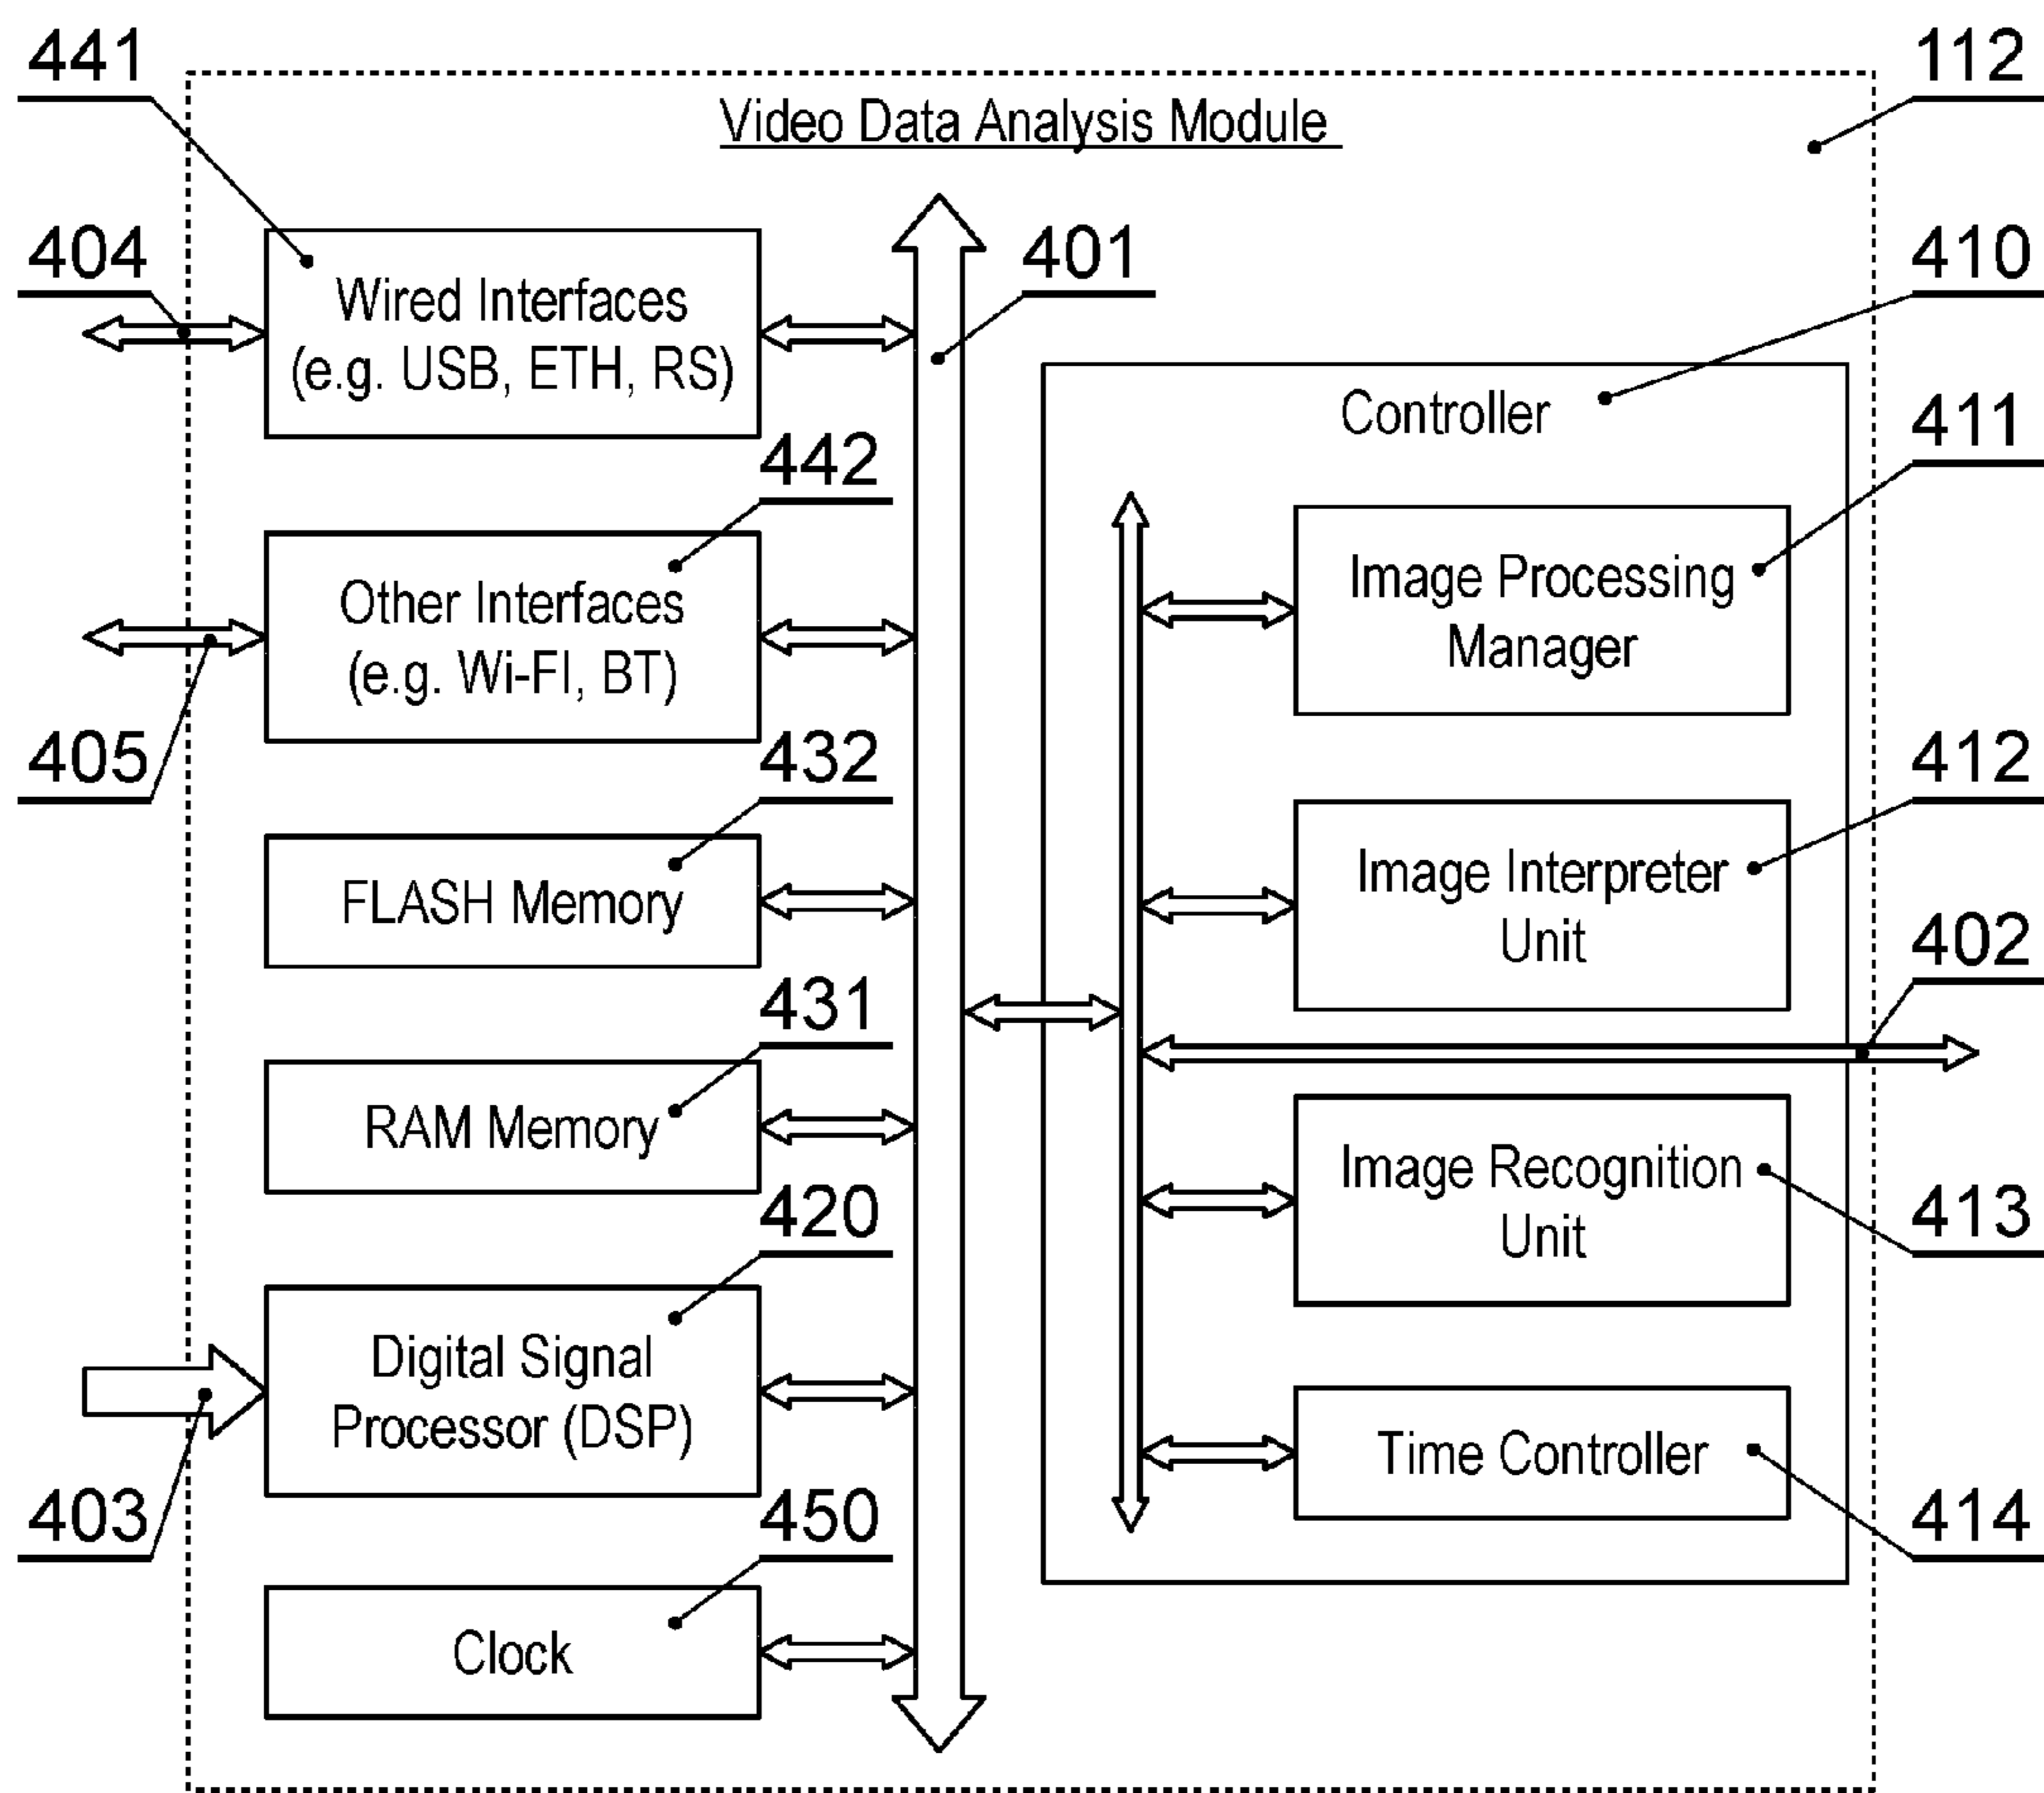 441
112
Video Data Analysis Module
404
401
410
Wired Interfaces
(e.g. USB, ETH, RS)
Controller
411
442
Other Interfaces
(e.g. Wi-FI, BT)
Image Processing
Manager
405
432
412
FLASH Memory
Image Interpreter
Unit
402
431
RAM Memory
Image Recognition
Unit
420
413
Digital Signal
Processor (DSP)
Time Controller
403
450
414
Clock